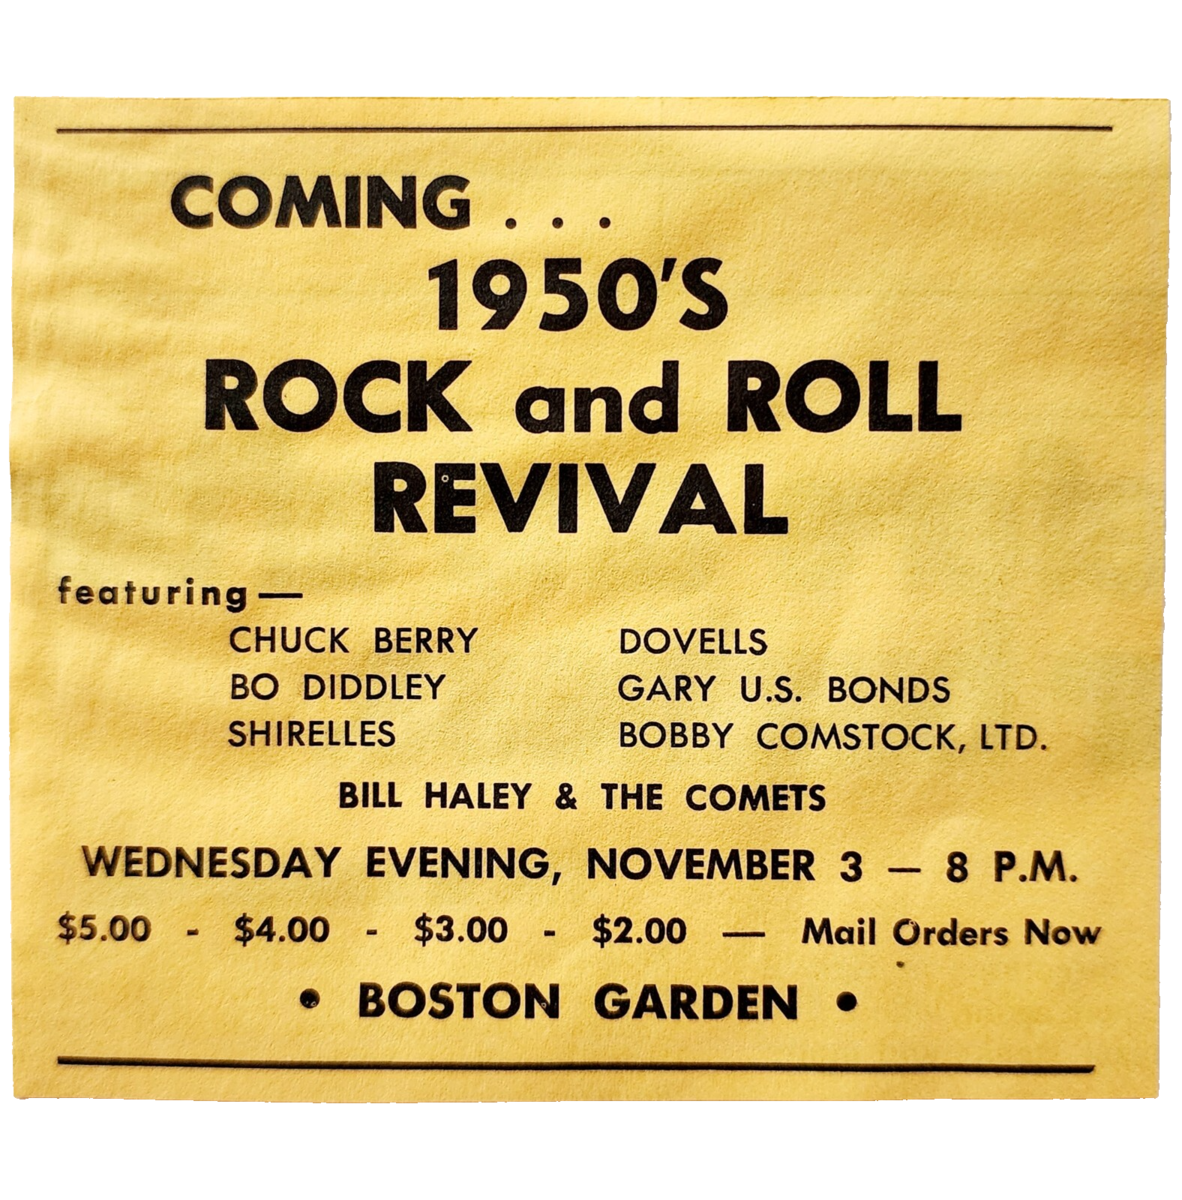 COMING . . .
1950'S
ROCK and ROLL
REVIVAL
featuring—
CHUCK BERRY DOVELLS
BO DIDDLEY GARY U.S. BONDS
SHIRELLES BOBBY COMSTOCK, LTD.
BILL HALEY & THE COMETS
WEDNESDAY EVENING, NOVEMBER 3 — 8 P.M.
$5.00 - $4.00 - $3.00 - $2.00 — Mail Orders Now
• BOSTON GARDEN •